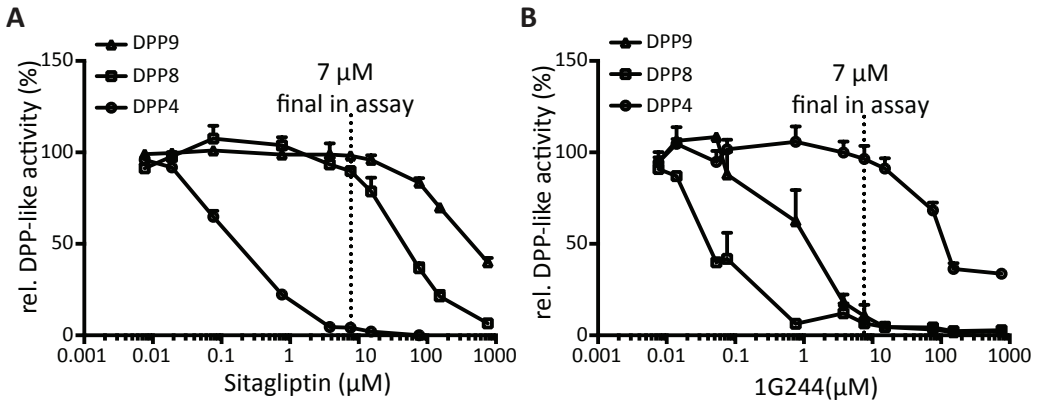 A
DPP9
DPP8
DPP4
7 µM
final in assay
rel. DPP-like activity (%)
150
100
50
0
0.001
0.01
0.1
1
10
100
1000
Sitagliptin (µM)
B
DPP9
DPP8
DPP4
7 µM
final in assay
rel. DPP-like activity (%)
150
100
50
0
0.001
0.01
0.1
1
10
100
1000
1G244(µM)